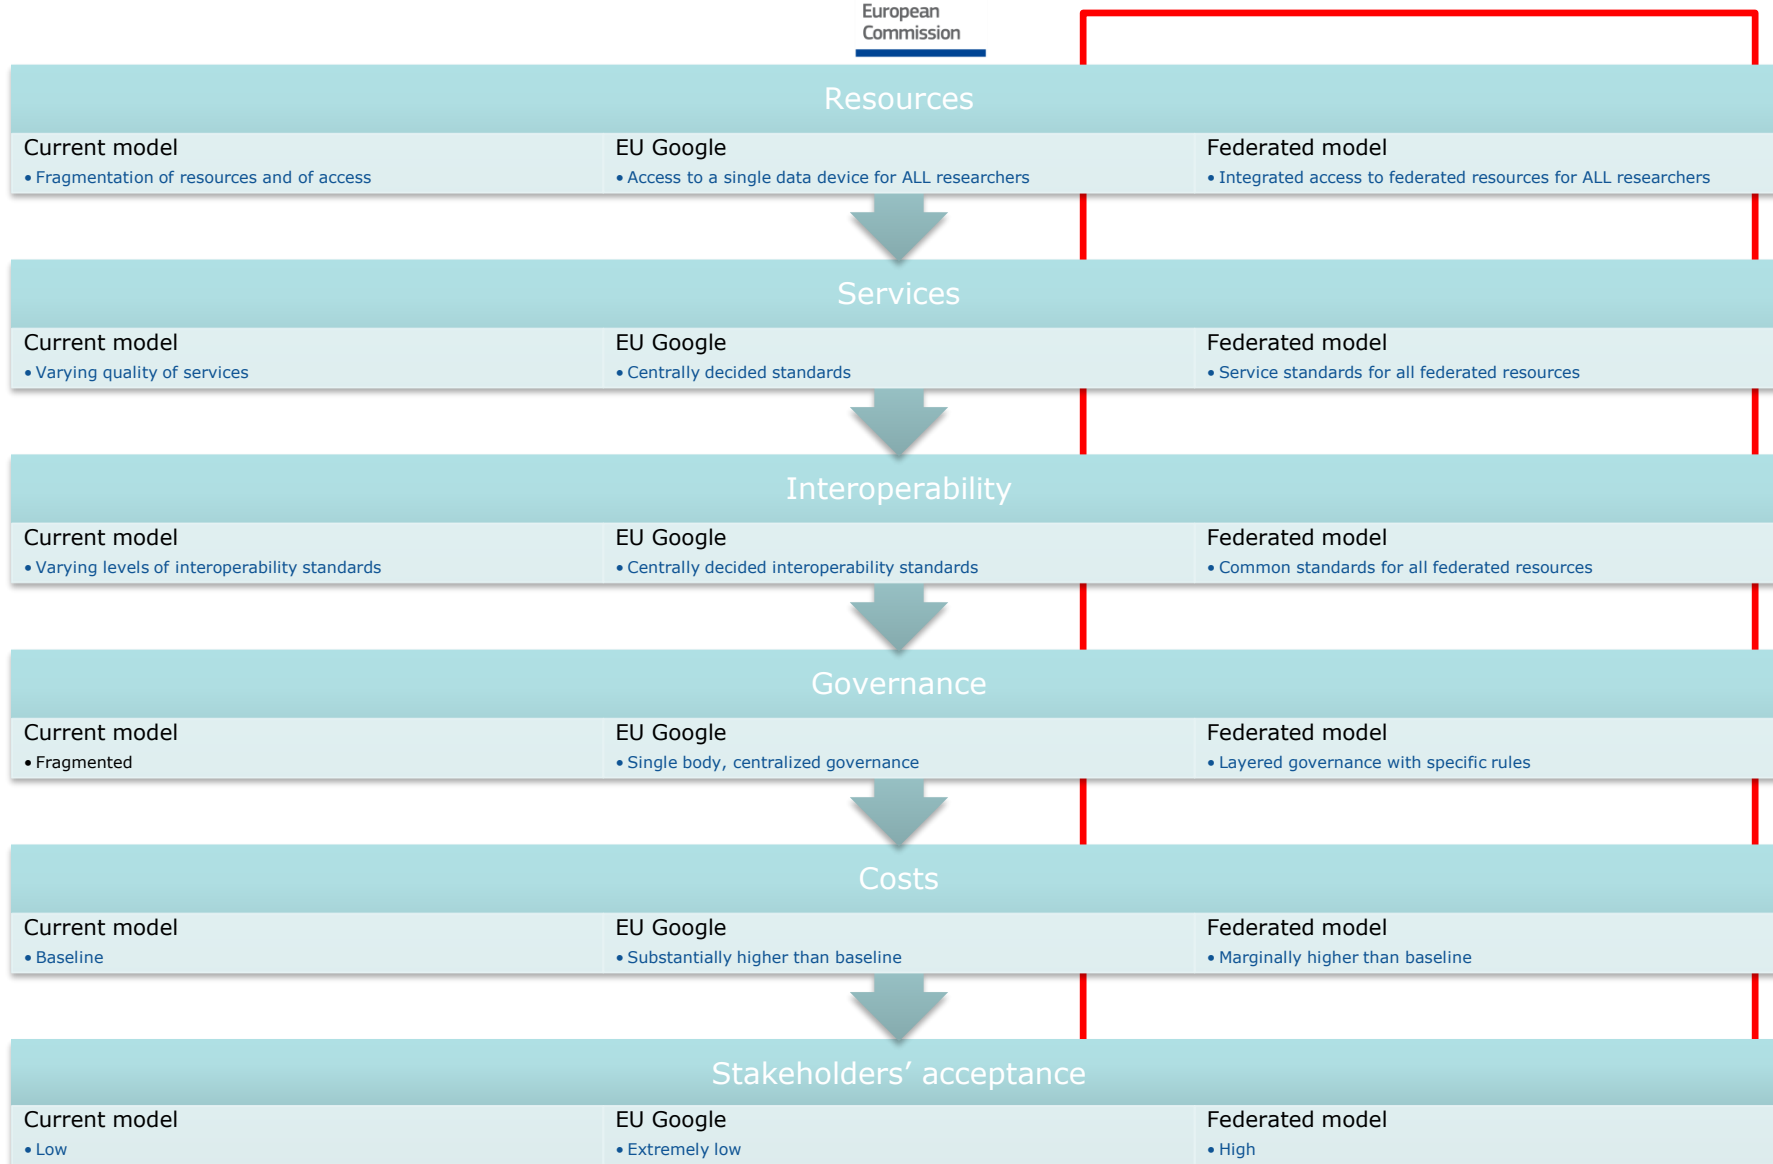 European
Commission
Resources
Current model
EU Google
Federated model
• Fragmentation of resources and of access
• Access to a single data device for ALL researchers
• Integrated access to federated resources for ALL researchers
Services
Current model
EU Google
Federated model
• Varying quality of services
• Centrally decided standards
• Service standards for all federated resources
Interoperability
Current model
EU Google
Federated model
• Varying levels of interoperability standards
• Centrally decided interoperability standards
• Common standards for all federated resources
Governance
Current model
EU Google
Federated model
• Fragmented
• Single body, centralized governance
• Layered governance with specific rules
Costs
Current model
EU Google
Federated model
• Baseline
• Substantially higher than baseline
• Marginally higher than baseline
Stakeholders’ acceptance
Current model
EU Google
Federated model
• Low
• Extremely low
• High